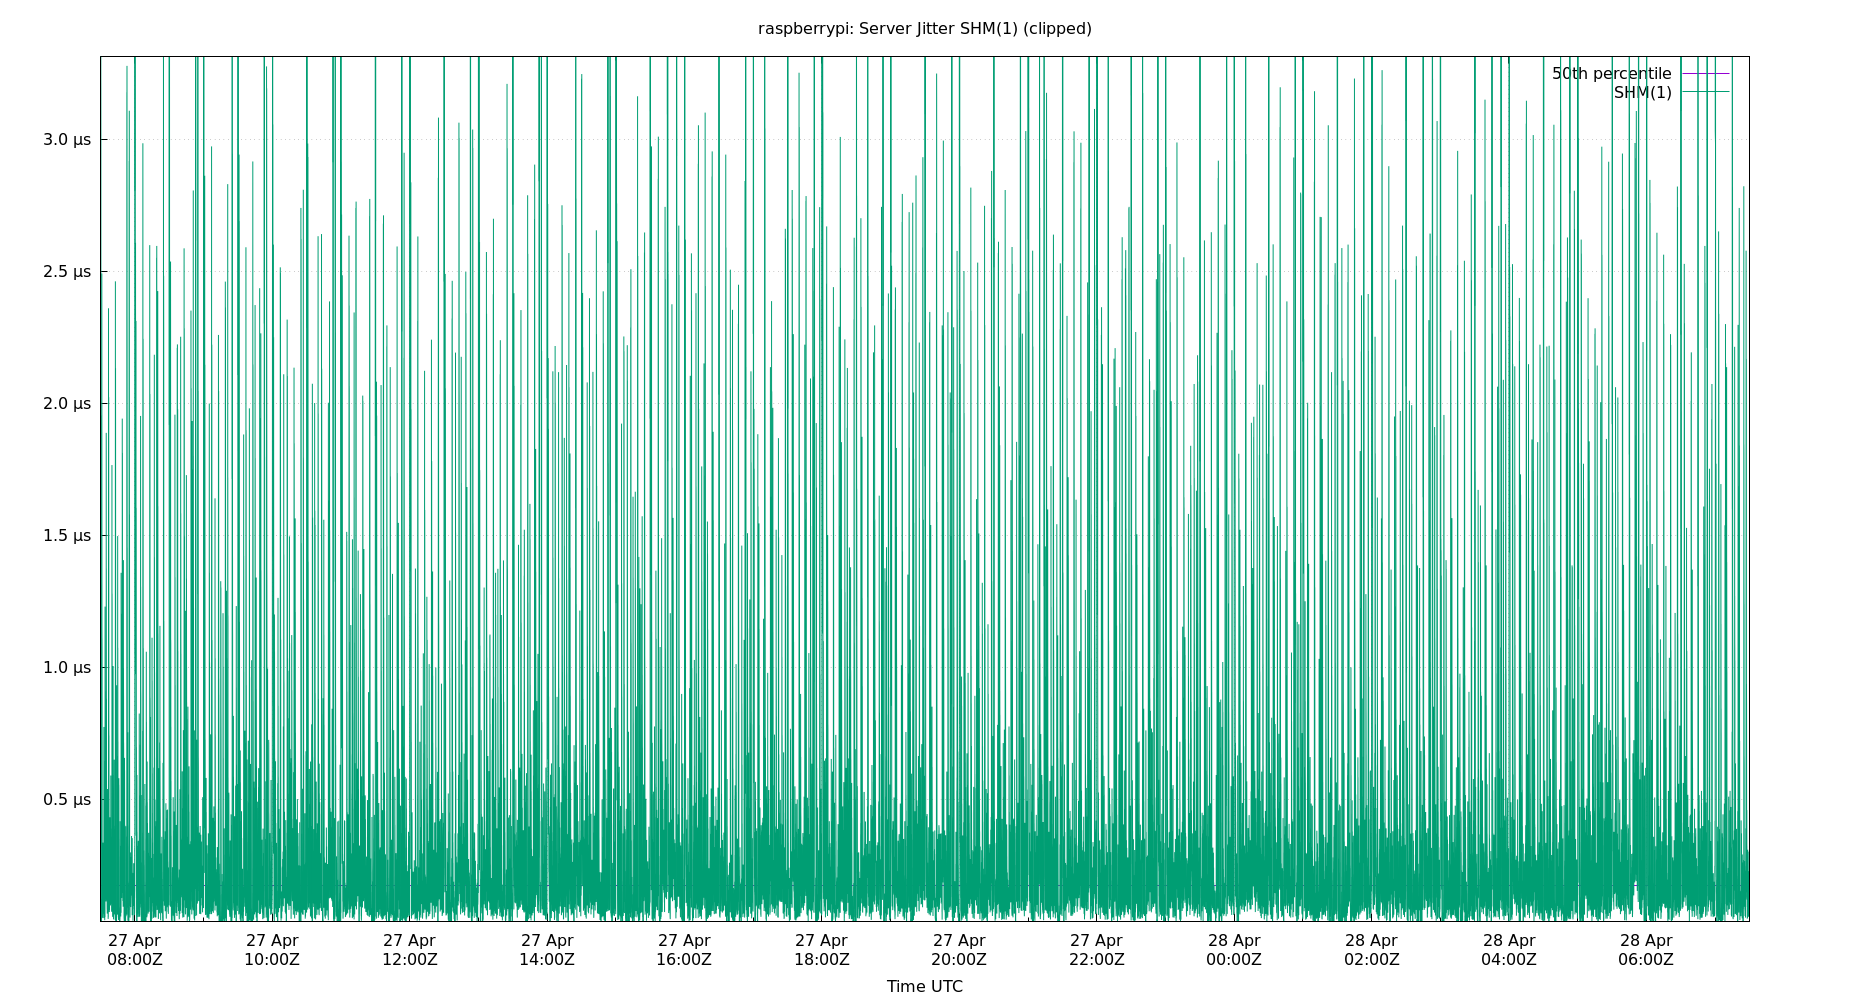 raspberrypi: Server Jitter SHM(1) (clipped)
50th percentile
SHM(1)
3.0 µs
2.5 µs
2.0 µs
1.5 µs
1.0 µs
0.5 µs
27 Apr 27 Apr 27 Apr 27 Apr 27 Apr 27 Apr 27 Apr 27 Apr 28 Apr 28 Apr 28 Apr 28 Apr
08:00Z 10:00Z 12:00Z 14:00Z 16:00Z 18:00Z 20:00Z 22:00Z 00:00Z 02:00Z 04:00Z 06:00Z
Time UTC